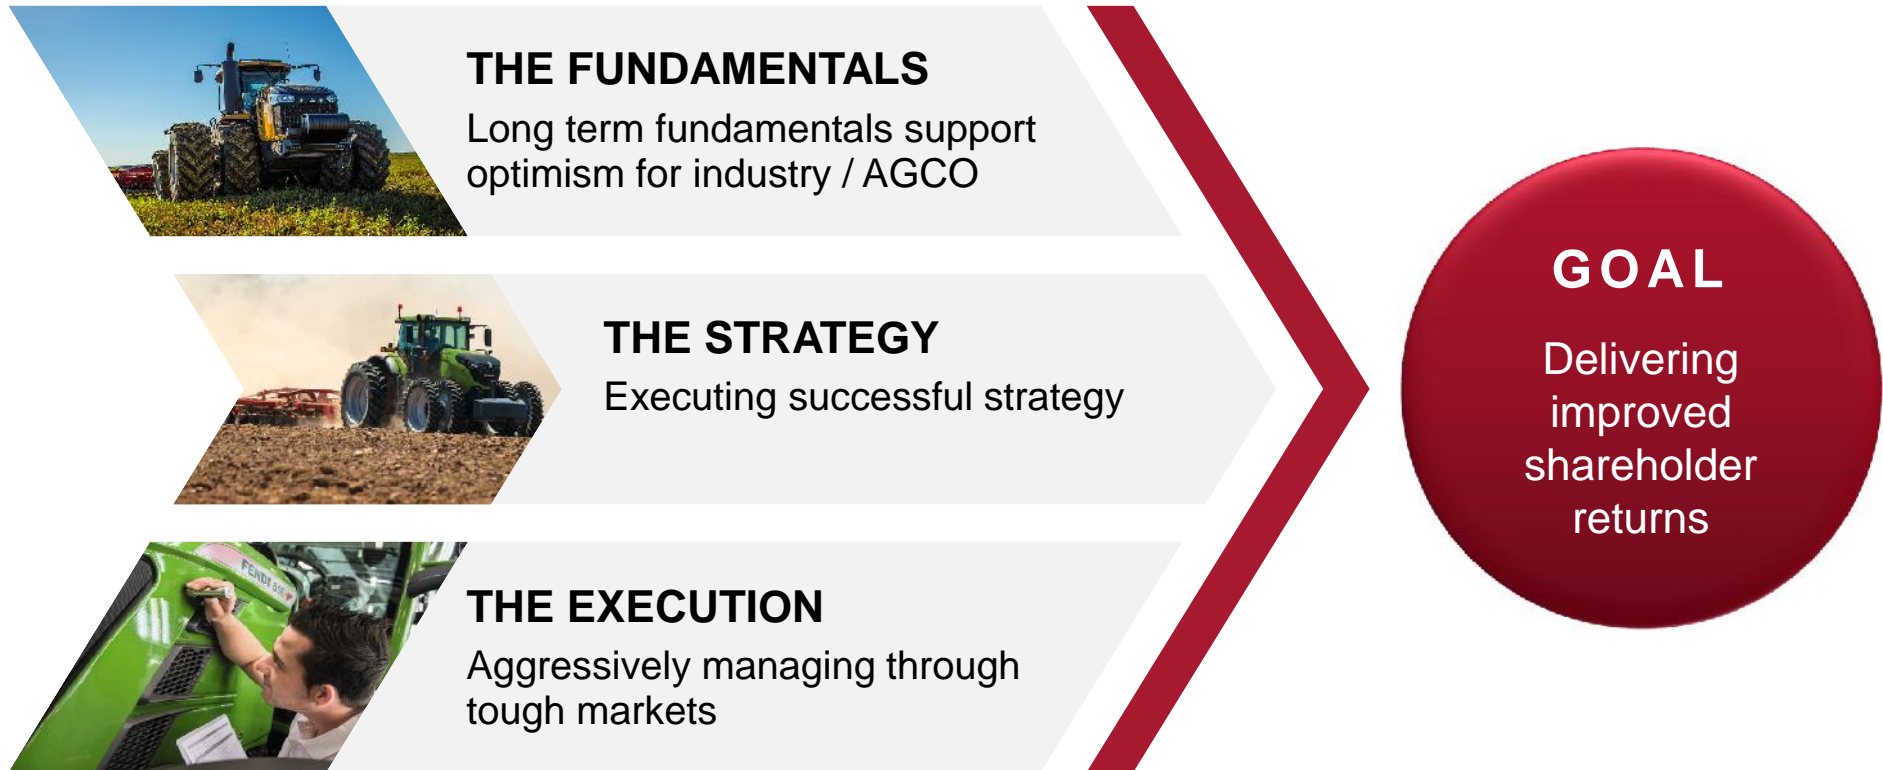 THE FUNDAMENTALS
Long term fundamentals support
optimism for industry / AGCO
THE STRATEGY
Executing successful strategy
FENDT
THE EXECUTION
Aggressively managing through
tough markets
GOAL
Delivering
improved
shareholder
returns